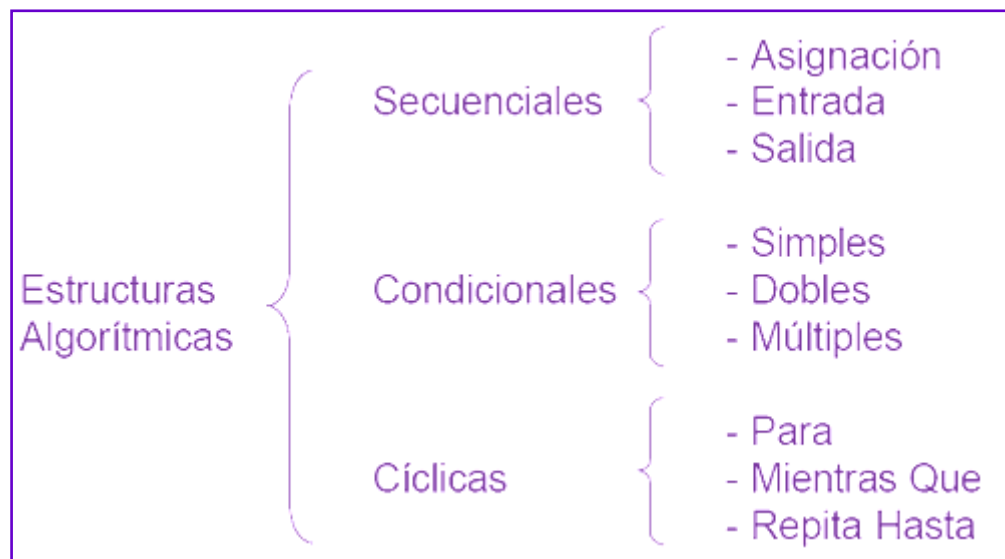 Estructuras
Algorítmicas
Secuenciales
- Asignación
- Entrada
- Salida
Condicionales
- Simples
- Dobles
- Múltiples
Cíclicas
- Para
- Mientras Que
- Repita Hasta